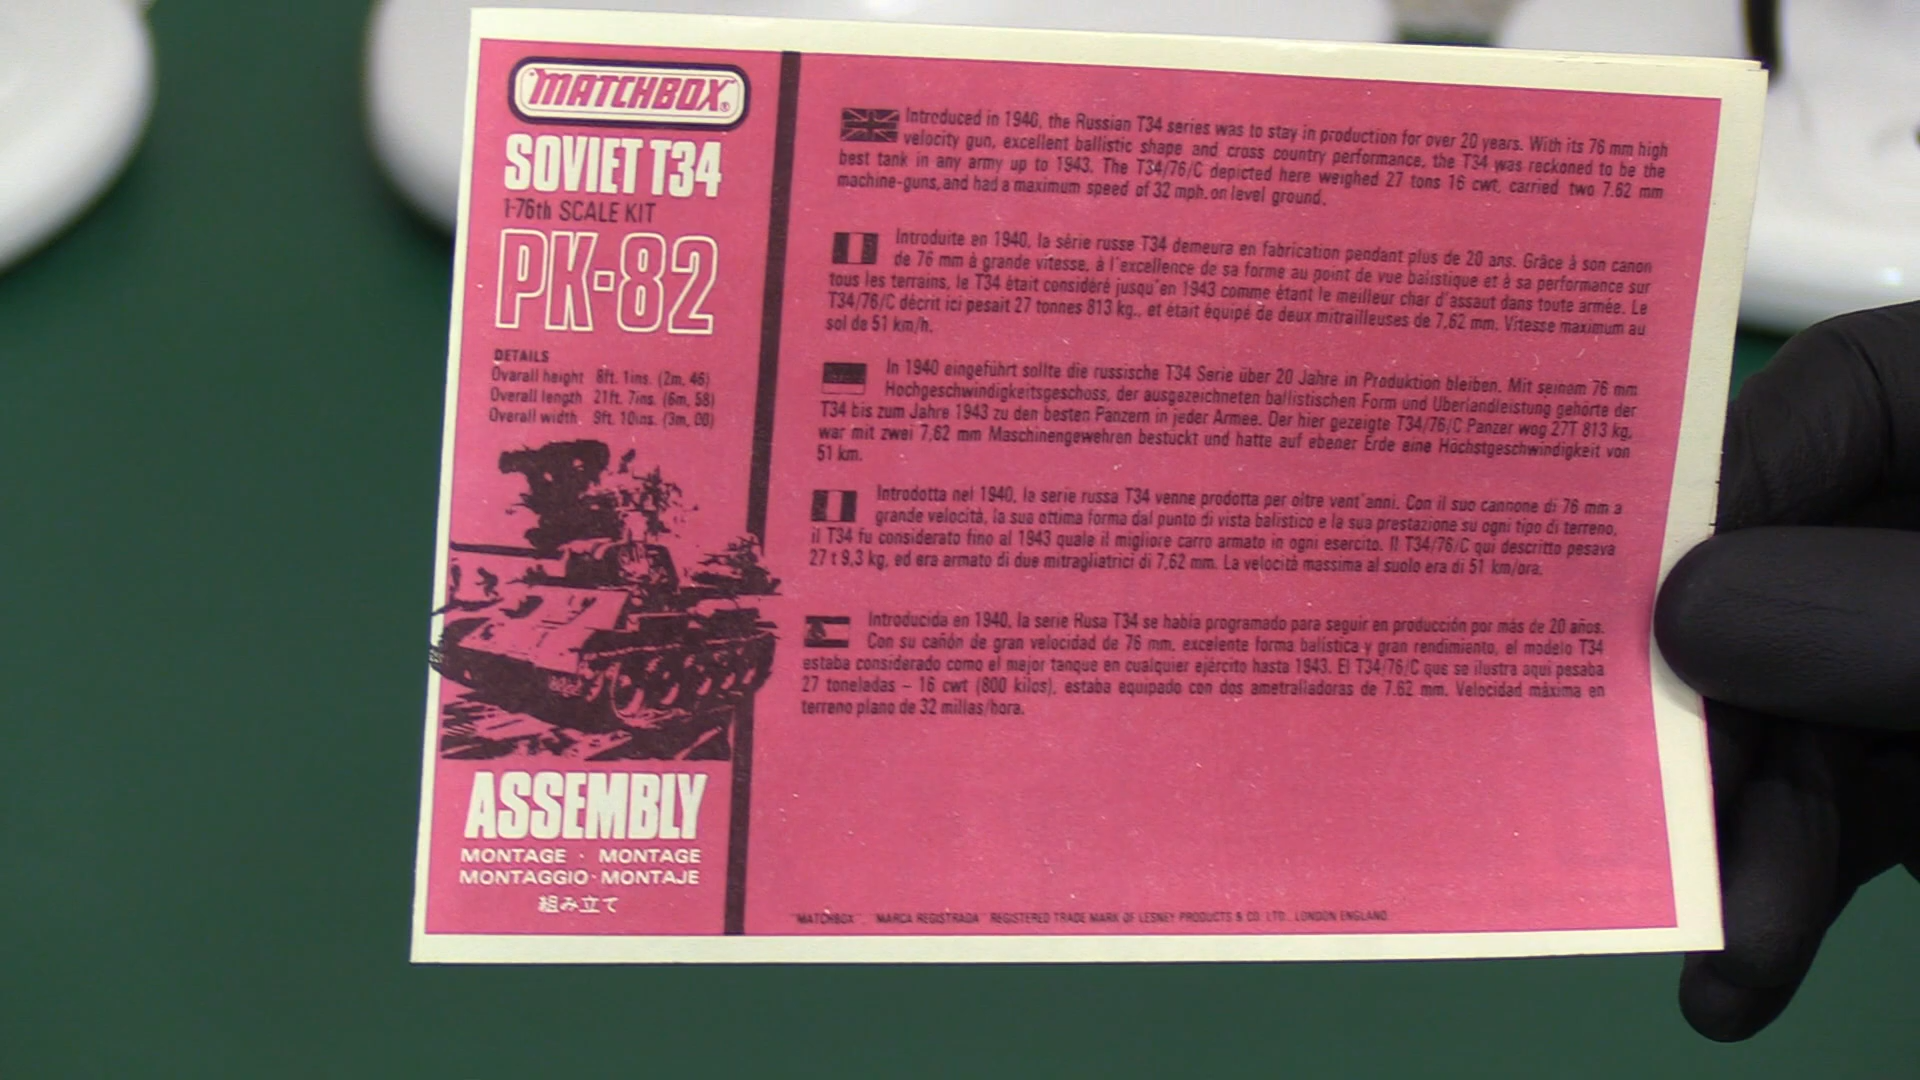 MATCHBOX®
SOVIET T34
1-76th SCALE KIT
PK-82
DETAILS
Ovarall height 8ft. 1ins. (2m, 46)
Overall length 21ft. 7ins. (6m, 58)
Overall width 9ft. 10ins. (3m, 00)
ASSEMBLY
MONTAGE · MONTAGE
MONTAGGIO · MONTAJE
組み立て
Introduced in 1940, the Russian T34 series was to stay in production for over 20 years. With its 76 mm high
velocity gun, excellent ballistic shape and cross country performance, the T34 was reckoned to be the
best tank in any army up to 1943. The T34/76/C depicted here weighed 27 tons 16 cwt, carried two 7.62 mm
machine-guns, and had a maximum speed of 32 mph. on level ground.
Introduite en 1940, la série russe T34 demeura en fabrication pendant plus de 20 ans. Grâce à son canon
de 76 mm à grande vitesse, à l'excellence de sa forme au point de vue balistique et à sa performance sur
tous les terrains, le T34 était considéré jusqu'en 1943 comme étant le meilleur char d'assaut dans toute armée. Le
T34/76/C décrit ici pesait 27 tonnes 813 kg., et était équipé de deux mitrailleuses de 7,62 mm. Vitesse maximum au
sol de 51 km/h.
In 1940 eingeführt sollte die russische T34 Serie über 20 Jahre in Produktion bleiben. Mit seinem 76 mm
Hochgeschwindigkeitsgeschoss, der ausgezeichneten ballistischen Form und Uberlandleistung gehörte der
T34 bis zum Jahre 1943 zu den besten Panzern in jeder Armee. Der hier gezeigte T34/76/C Panzer wog 27T 813 kg,
war mit zwei 7,62 mm Maschinengewehren bestuckt und hatte auf ebener Erde eine Höchstgeschwindigkeit von
51 km.
Introdotta nel 1940, la serie russa T34 venne prodotta per oltre vent'anni. Con il suo cannone di 76 mm a
grande velocità, la sua ottima forma dal punto di vista balistico e la sua prestazione su ogni tipo di terreno,
il T34 fu considerato fino al 1943 quale il migliore carro armato in ogni esercito. Il T34/76/C qui descritto pesava
27 t 9,3 kg, ed era armato di due mitragliatrici di 7,62 mm. La velocità massima al suolo era di 51 km/ora.
Introducida en 1940, la serie Rusa T34 se había programado para seguir en producción por más de 20 años.
Con su cañón de gran velocidad de 76 mm, excelente forma balística y gran rendimiento, el modelo T34
estaba considerado como el mejor tanque en cualquier ejército hasta 1943. El T34/76/C que se ilustra aqui pesaba
27 toneladas – 16 cwt (800 kilos), estaba equipado con dos ametralladoras de 7.62 mm. Velocidad máxima en
terreno plano de 32 millas/hora.
"MATCHBOX". "MARCA REGISTRADA" REGISTERED TRADE MARK OF LESNEY PRODUCTS & CO. LTD., LONDON ENGLAND